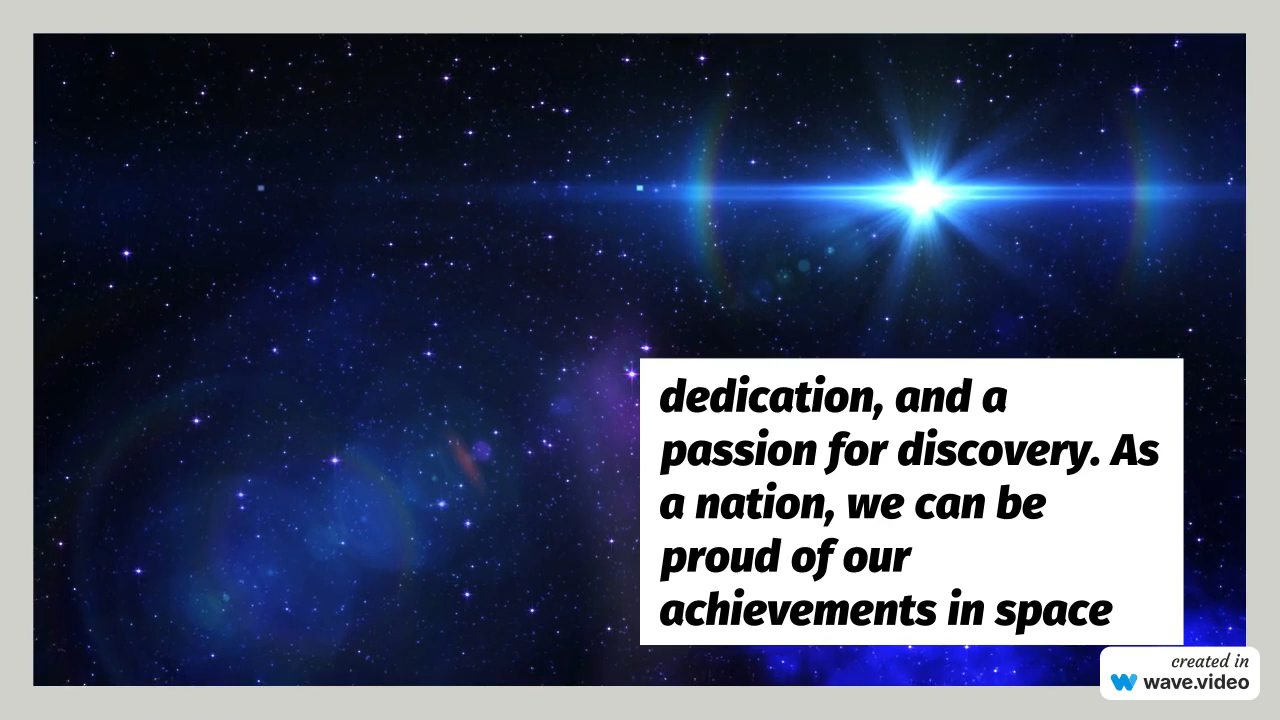 dedication, and a
passion for discovery. As
a nation, we can be
proud of our
achievements in space
created in
wave.video